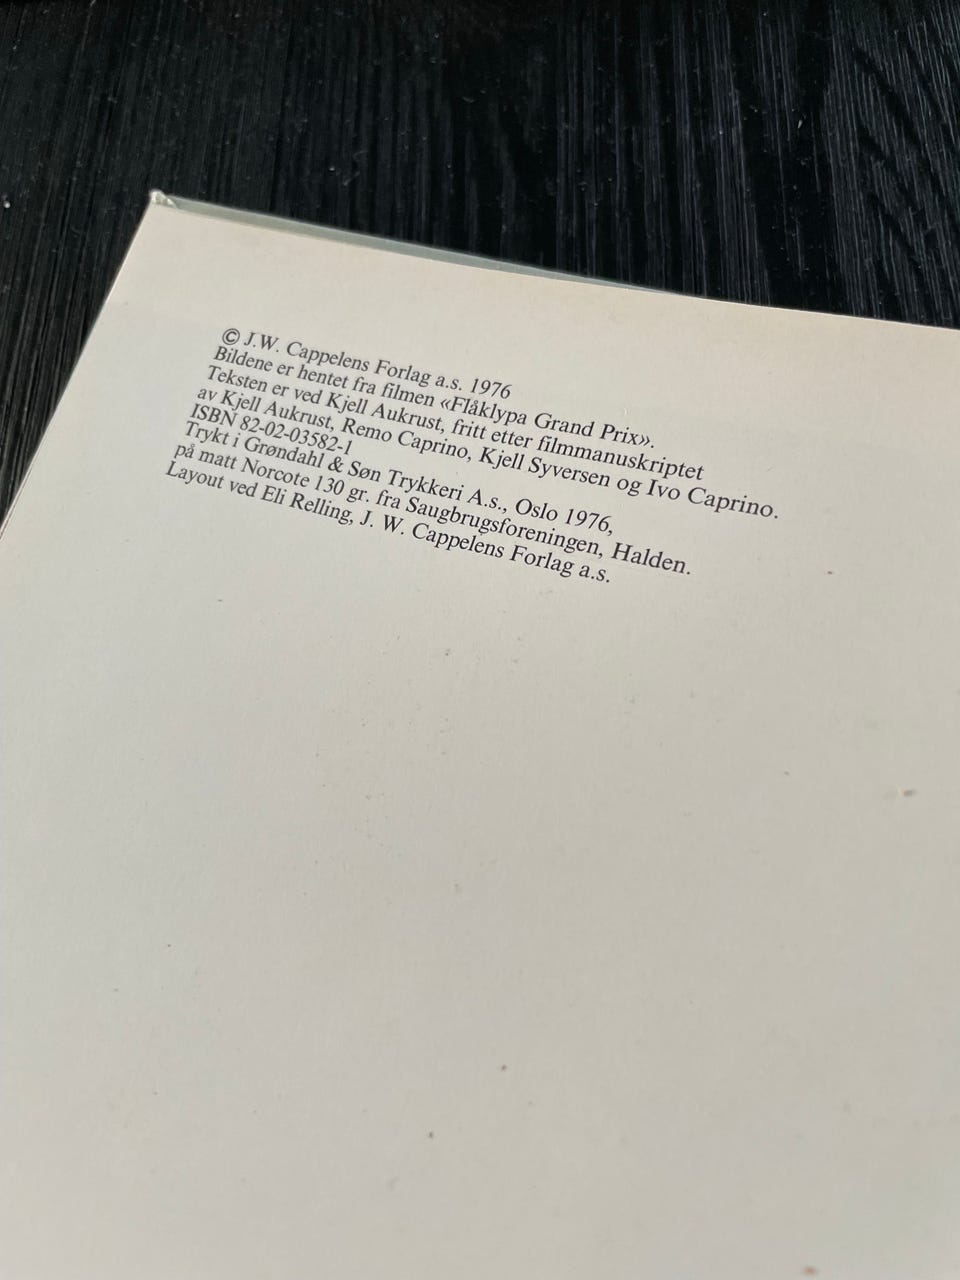 © J.W. Cappelens Forlag a.s. 1976
Bildene er hentet fra filmen «Flåklypa Grand Prix».
Teksten er ved Kjell Aukrust, fritt etter filmmanuskriptet
av Kjell Aukrust, Remo Caprino, Kjell Syversen og Ivo Caprino.
ISBN 82-02-03582-1
Trykt i Grøndahl & Søn Trykkeri A.s., Oslo 1976,
på matt Norcote 130 gr. fra Saugbrugsforeningen, Halden.
Layout ved Eli Relling, J. W. Cappelens Forlag a.s.